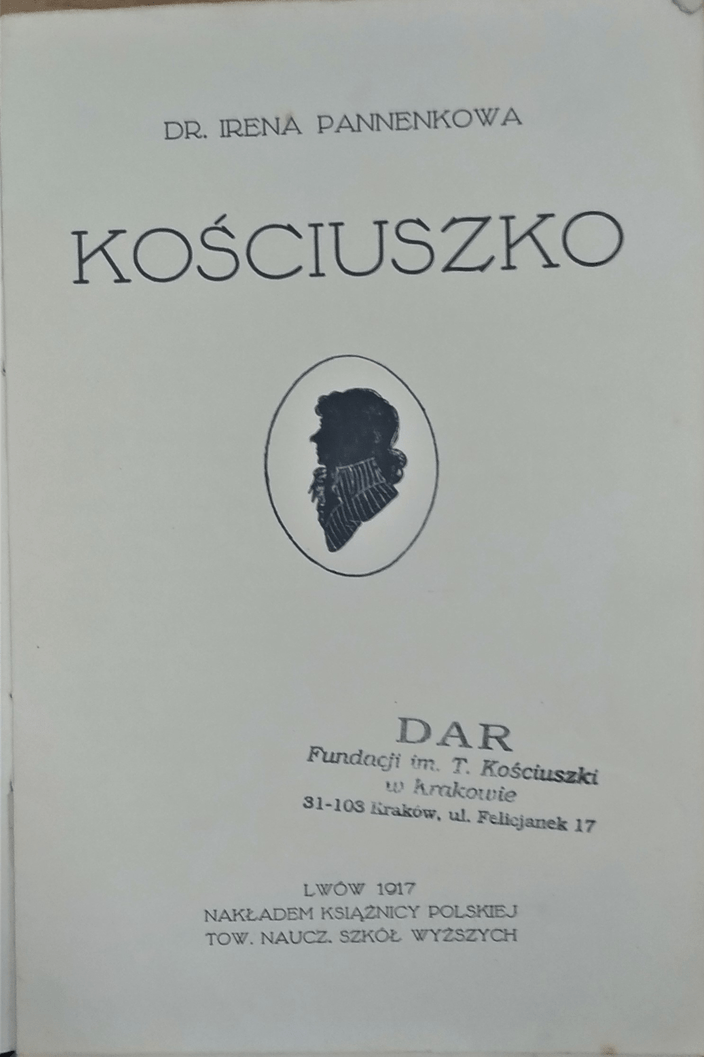 DR. IRENA PANNENKOWA
KOŚCIUSZKO
DAR
Fundacji im. T. Kościuszki
w Krakowie
31-103 Kraków, ul. Felicjanek 17
LWÓW 1917
NAKŁADEM KSIĄŻNICY POLSKIEJ
TOW. NAUCZ. SZKÓŁ WYŻSZYCH